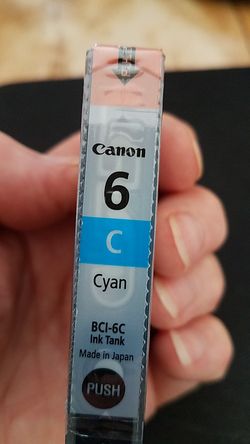 Canon
6
C
Cyan
BCI-6C
Ink Tank
Made in Japan
PUSH